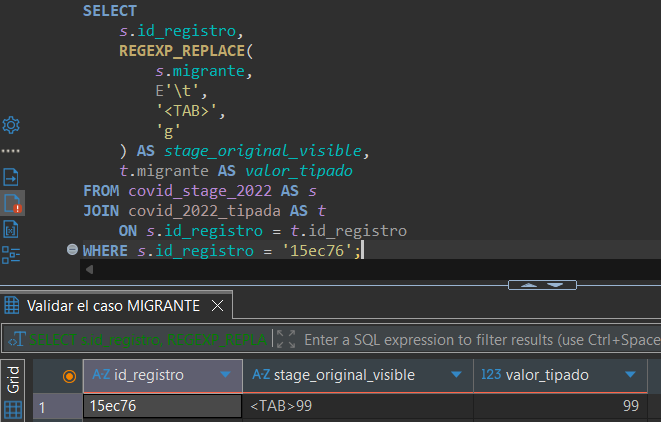 SELECT
s.id_registro,
REGEXP_REPLACE(
s.migrante,
E'\t',
'<TAB>',
'g'
) AS stage_original_visible,
t.migrante AS valor_tipado
FROM covid_stage_2022 AS s
JOIN covid_2022_tipada AS t
ON s.id_registro = t.id_registro
WHERE s.id_registro = '15ec76';
Validar el caso MIGRANTE
SELECT s.id_registro, REGEXP_REPLA
Enter a SQL expression to filter results (use Ctrl+Space
Grid
A-Z id_registro
A-Z stage_original_visible
123 valor_tipado
1
15ec76
<TAB>99
99